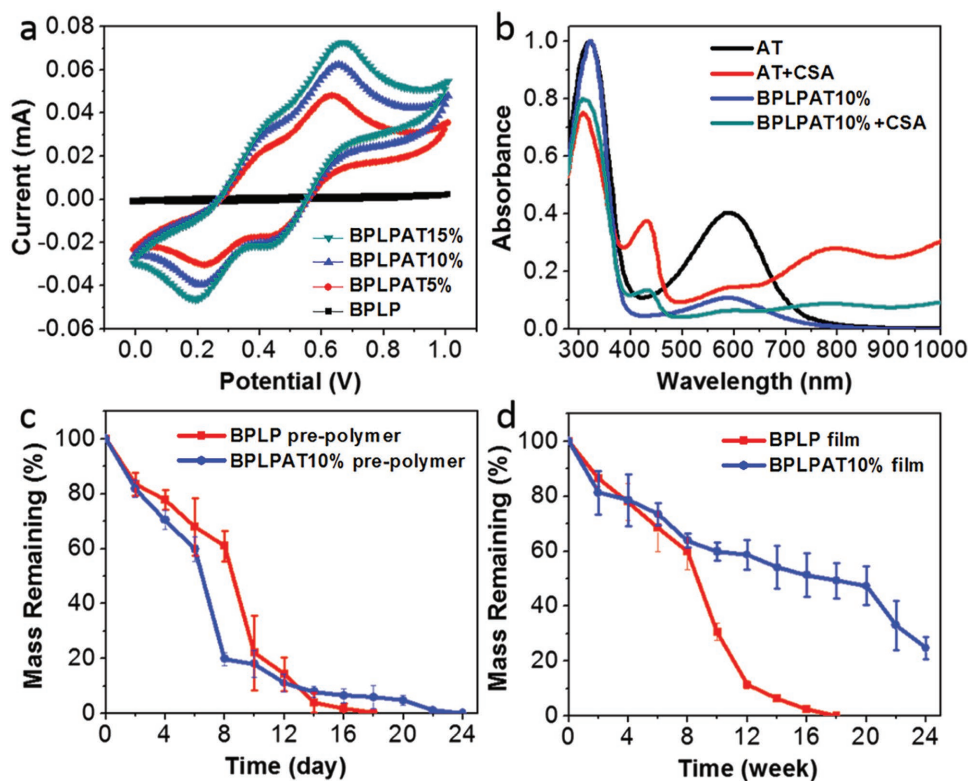 a
Current (mA)
0.08
0.06
0.04
0.02
0.00
-0.02
-0.04
-0.06
BPLPAT15%
BPLPAT10%
BPLPAT5%
BPLP
0.0 0.2 0.4 0.6 0.8 1.0
Potential (V)
b
Absorbance
1.0
0.8
0.6
0.4
0.2
0.0
AT
AT+CSA
BPLPAT10%
BPLPAT10%+CSA
300 400 500 600 700 800 900 1000
Wavelength (nm)
c
Mass Remaining (%)
100
80
60
40
20
0
BPLP pre-polymer
BPLPAT10% pre-polymer
0 4 8 12 16 20 24
Time (day)
d
Mass Remaining (%)
100
80
60
40
20
0
BPLP film
BPLPAT10% film
0 4 8 12 16 20 24
Time (week)